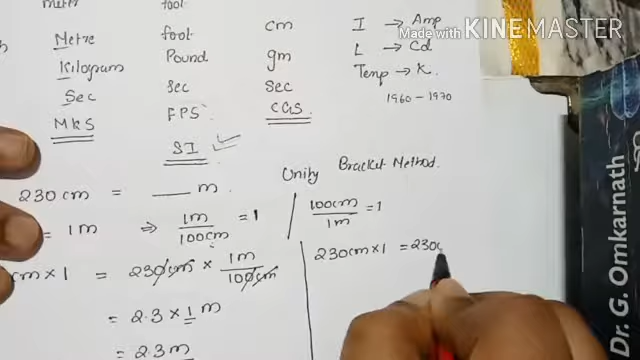 meter foot
Metre foot cm
Kilogram Pound gm
Sec Sec Sec
MKS FPS CGS
SI
I → Amp
L → Cd
Temp → K.
1960 - 1970
Made with KINEMASTER
Unity Bracket Method.
230 cm = ___ m.
= 1m ⇒ 1m/100cm = 1
cm × 1 = 230cm × 1m/100cm
= 2.3 × 1 m
= 2.3 m
100cm/1m = 1
230cm × 1 = 230c
Dr. G. Omkarnath